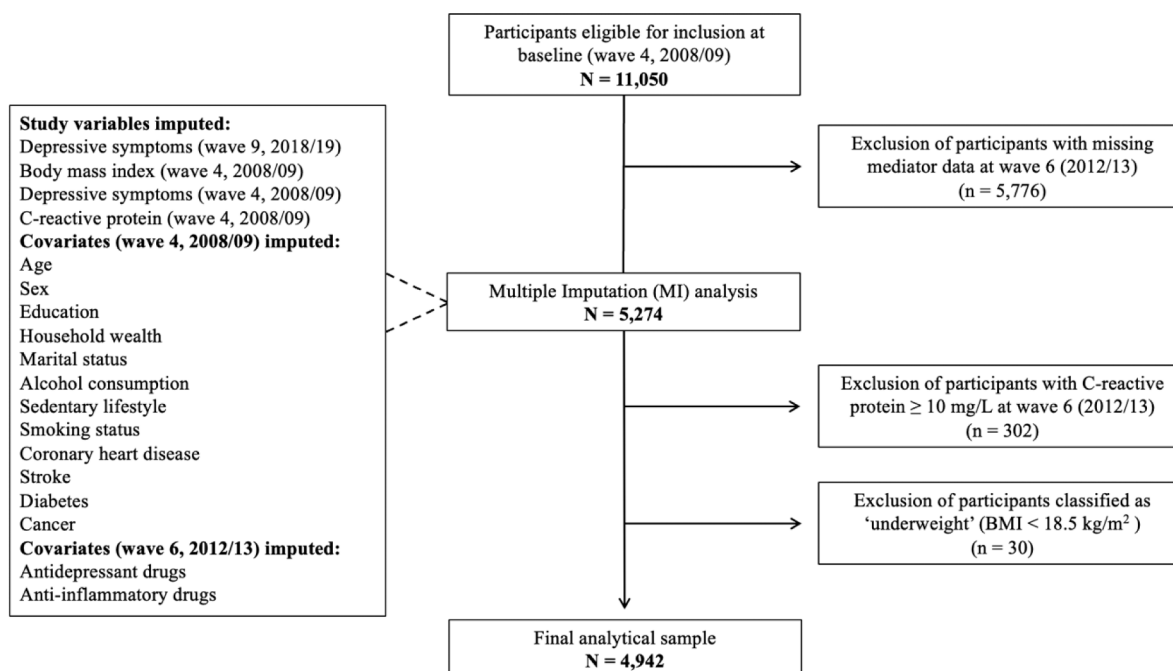 Participants eligible for inclusion at
baseline (wave 4, 2008/09)
N = 11,050
Study variables imputed:
Depressive symptoms (wave 9, 2018/19)
Body mass index (wave 4, 2008/09)
Depressive symptoms (wave 4, 2008/09)
C-reactive protein (wave 4, 2008/09)
Covariates (wave 4, 2008/09) imputed:
Age
Sex
Education
Household wealth
Marital status
Alcohol consumption
Sedentary lifestyle
Smoking status
Coronary heart disease
Stroke
Diabetes
Cancer
Covariates (wave 6, 2012/13) imputed:
Antidepressant drugs
Anti-inflammatory drugs
Exclusion of participants with missing
mediator data at wave 6 (2012/13)
(n = 5,776)
Multiple Imputation (MI) analysis
N = 5,274
Exclusion of participants with C-reactive
protein ≥ 10 mg/L at wave 6 (2012/13)
(n = 302)
Exclusion of participants classified as
‘underweight’ (BMI < 18.5 kg/m² )
(n = 30)
Final analytical sample
N = 4,942